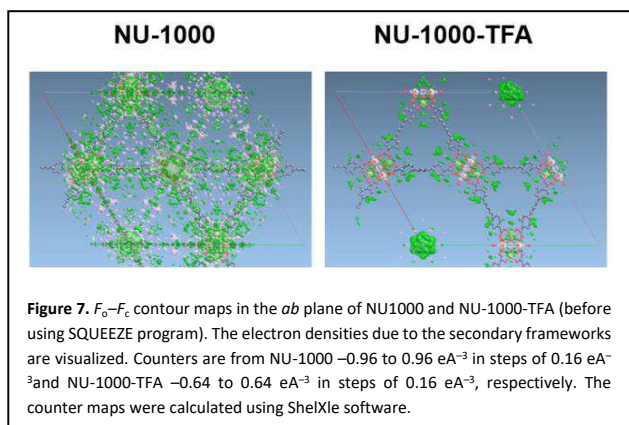 NU-1000 NU-1000-TFA
Figure 7. Fo–Fc contour maps in the ab plane of NU1000 and NU-1000-TFA (before
using SQUEEZE program). The electron densities due to the secondary frameworks
are visualized. Counters are from NU-1000 –0.96 to 0.96 eA⁻³ in steps of 0.16 eA⁻
³and NU-1000-TFA –0.64 to 0.64 eA⁻³ in steps of 0.16 eA⁻³, respectively. The
counter maps were calculated using ShelXle software.